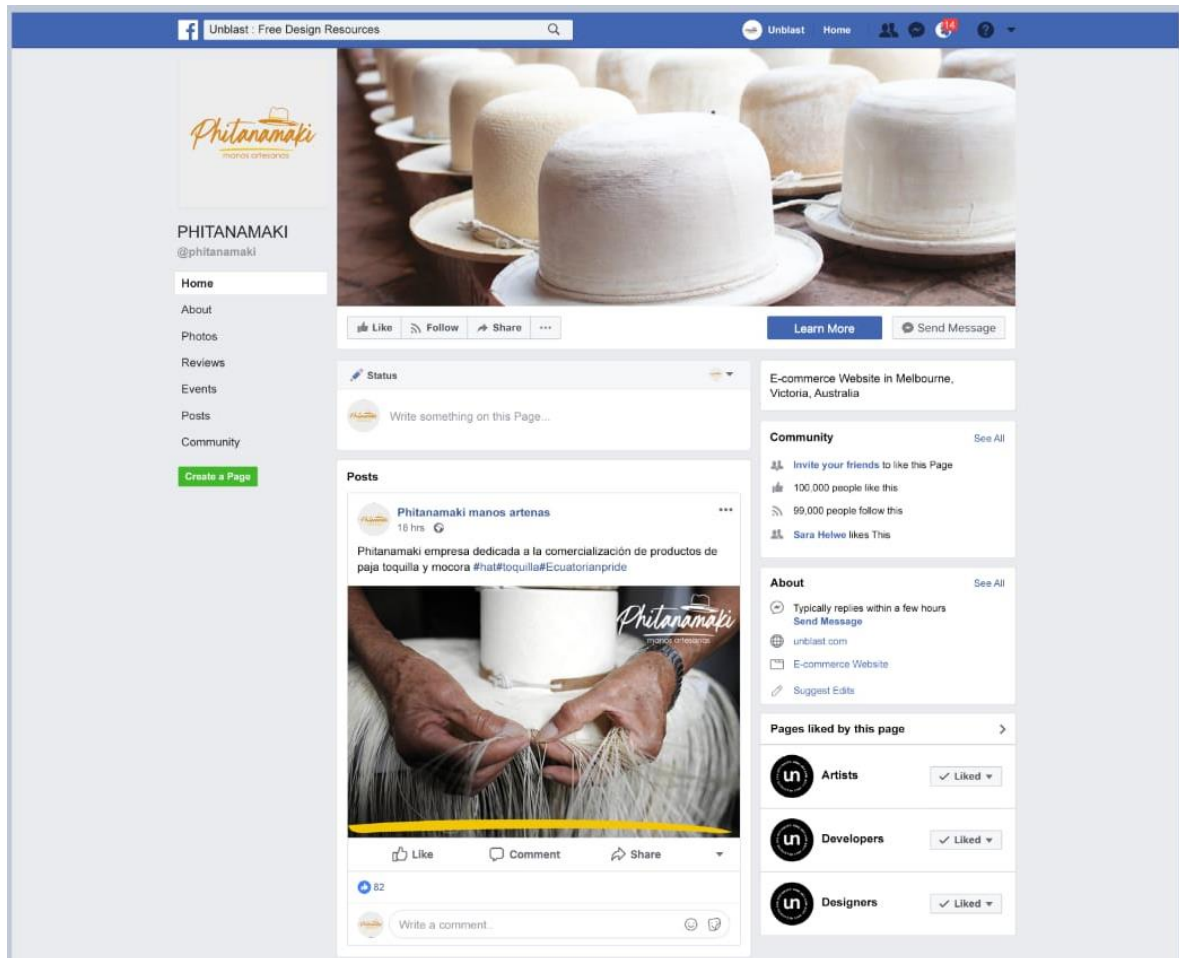 Unblast : Free Design Resources
Unblast Home 14
Phitanamaki
manos artesanos
PHITANAMAKI
@phitanamaki
Home
About
Photos
Reviews
Events
Posts
Community
Create a Page
Like Follow Share
Learn More Send Message
Status
Write something on this Page...
Posts
Phitanamaki manos artenas
16 hrs
Phitanamaki empresa dedicada a la comercialización de productos de
paja toquilla y mocora #hat#toquilla#Ecuatorianpride
Phitanamaki
manos artesanos
Like Comment Share
82
Write a comment..
E-commerce Website in Melbourne,
Victoria, Australia
Community See All
Invite your friends to like this Page
100,000 people like this
99,000 people follow this
Sara Helwe likes This
About See All
Typically replies within a few hours
Send Message
unblast.com
E-commerce Website
Suggest Edits
Pages liked by this page
un Artists Liked
un Developers Liked
un Designers Liked